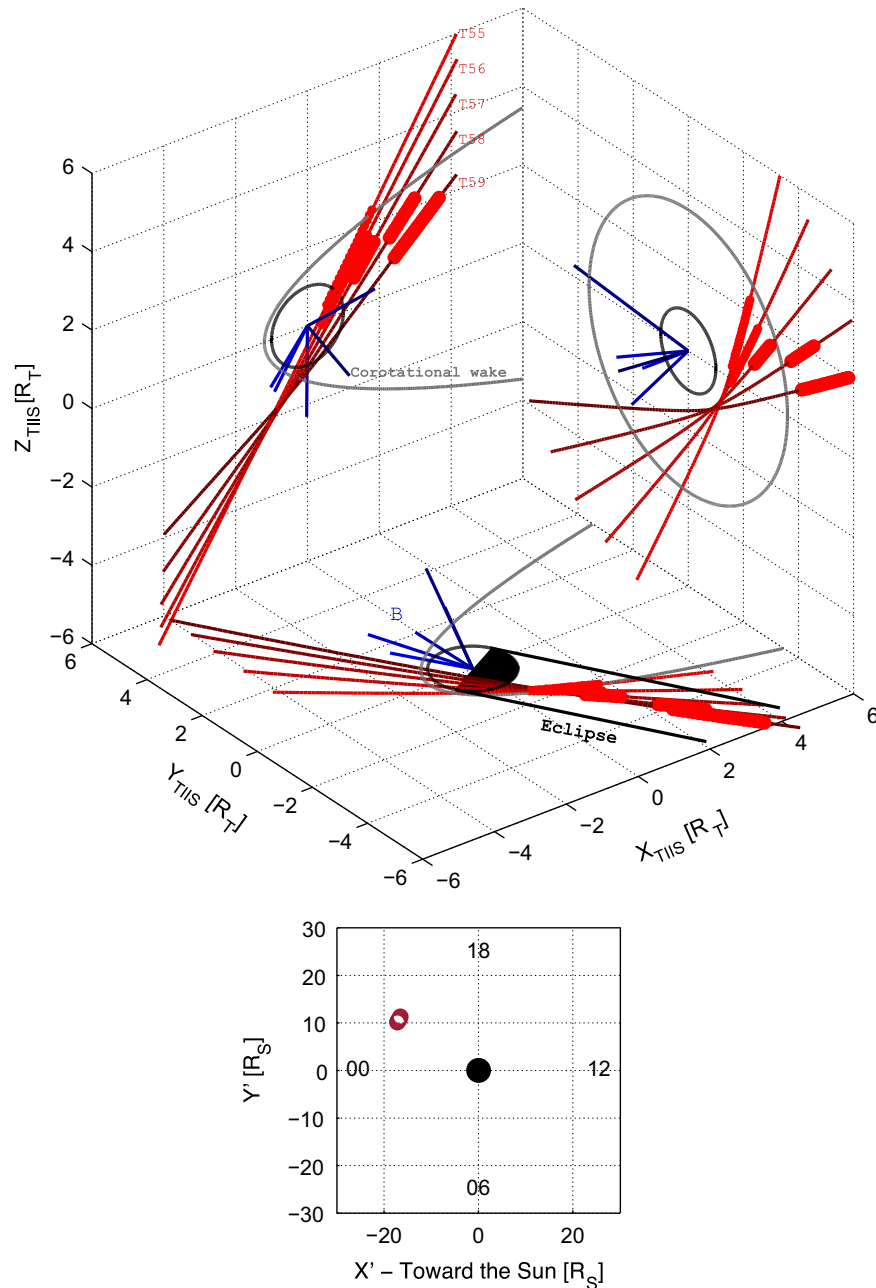 T55
T56
T57
T58
T59
6
4
2
0
−2
−4
−6
Z_TIIS [R_T]
Corotational wake
B
Eclipse
6
4
2
0
−2
−4
−6
Y_TIIS [R_T]
−6
−4
−2
0
2
4
6
X_TIIS [R_T]
30
20
10
0
−10
−20
−30
Y' [R_S]
18
00
12
06
−20
0
20
X' − Toward the Sun [R_S]